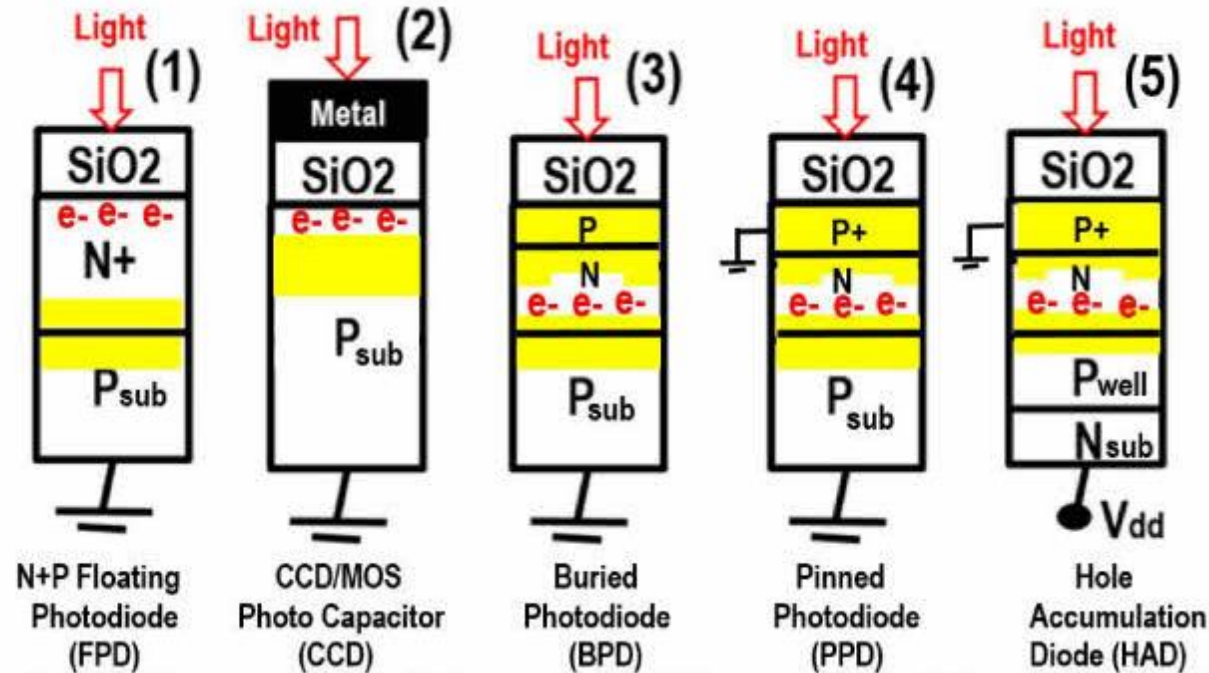 Light
(1)
SiO2
e- e- e-
N+
Psub
N+P Floating
Photodiode
(FPD)
Light
(2)
Metal
SiO2
e- e- e-
Psub
CCD/MOS
Photo Capacitor
(CCD)
Light
(3)
SiO2
P
N
e- e- e-
Psub
Buried
Photodiode
(BPD)
Light
(4)
SiO2
P+
N
e- e- e-
Psub
Pinned
Photodiode
(PPD)
Light
(5)
SiO2
P+
N
e- e- e-
Pwell
Nsub
Vdd
Hole
Accumulation
Diode (HAD)